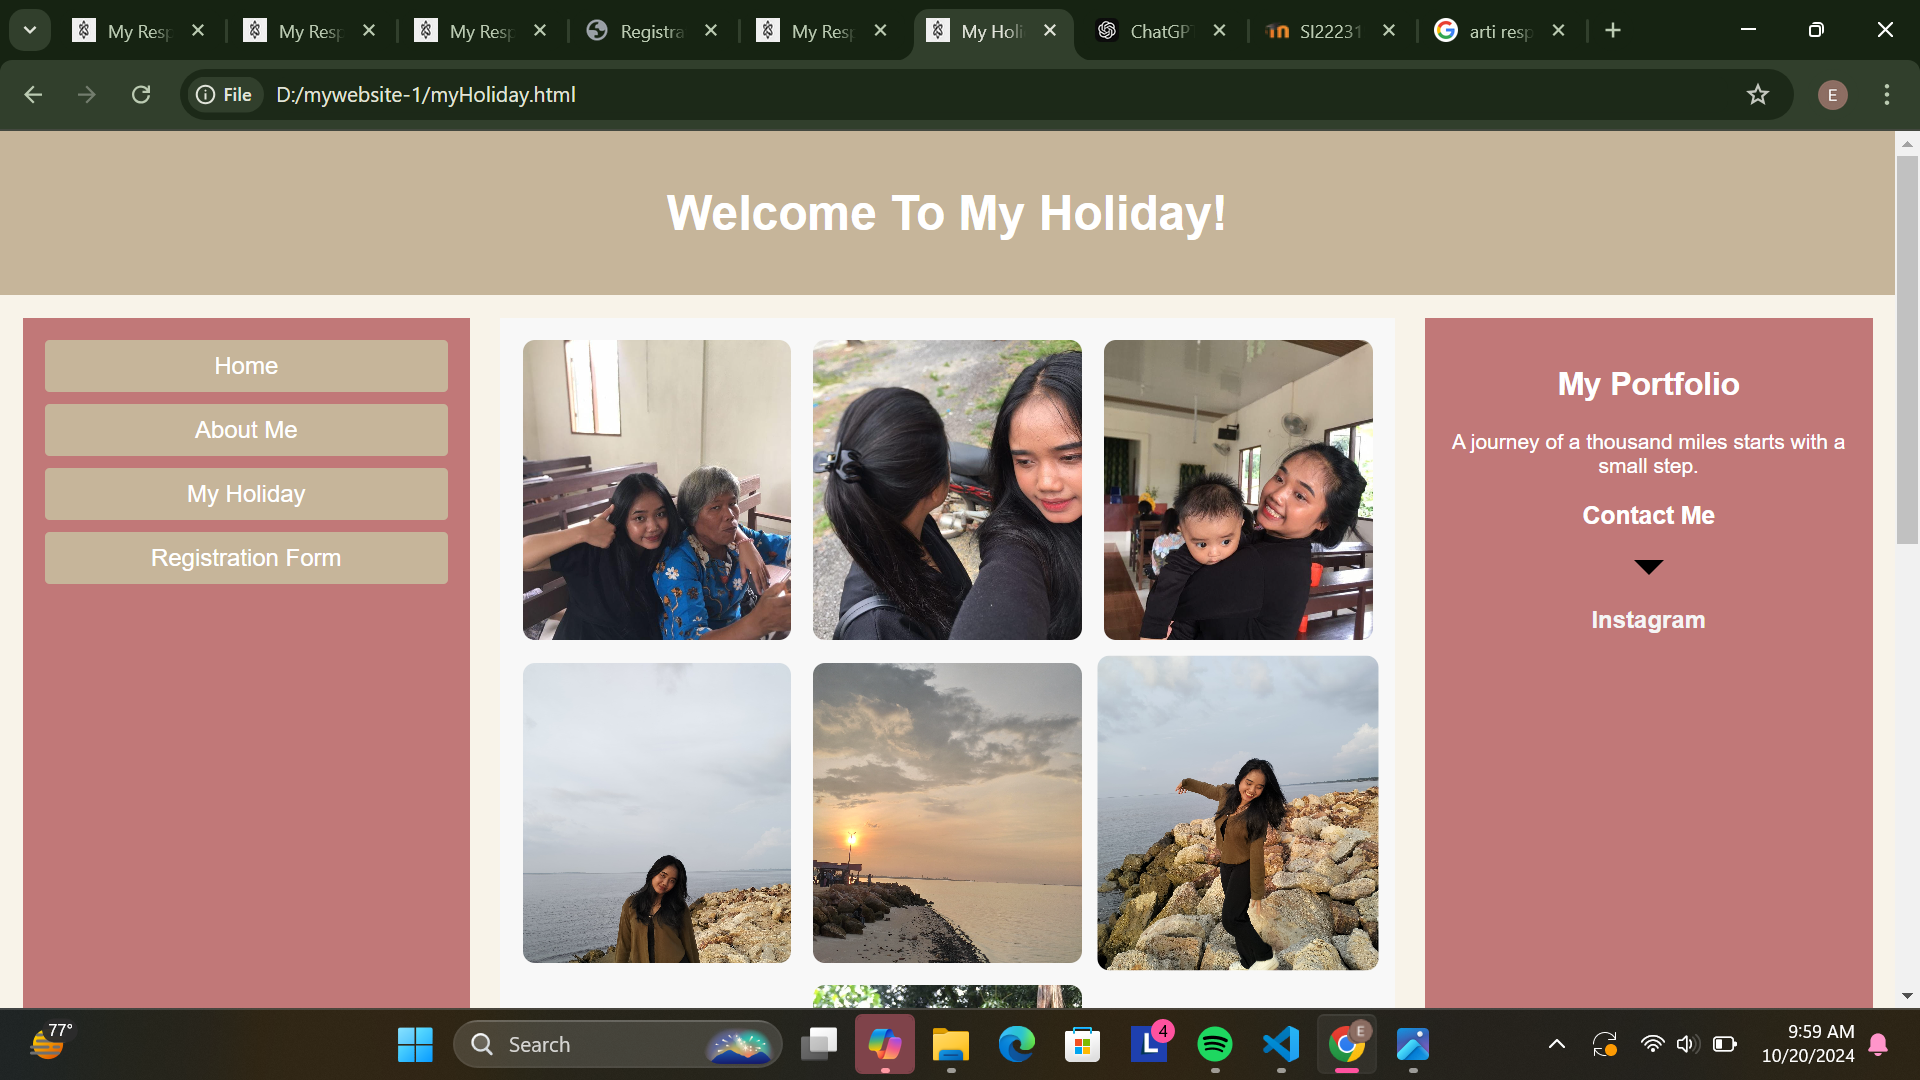 My Resp
My Resp
My Resp
Registra
My Resp
My Holi
ChatGPT
SI22231
arti resp
File
D:/mywebsite-1/myHoliday.html
E
Welcome To My Holiday!
Home
About Me
My Holiday
Registration Form
My Portfolio
A journey of a thousand miles starts with a
small step.
Contact Me
Instagram
77°
Search
L
4
E
9:59 AM
10/20/2024